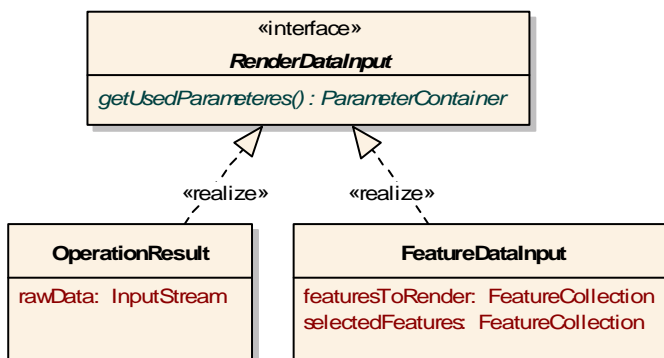 «interface»
RenderDataInput
getUsedParameteres() : ParameterContainer
«realize»
«realize»
OperationResult
rawData: InputStream
FeatureDataInput
featuresToRender: FeatureCollection
selectedFeatures: FeatureCollection